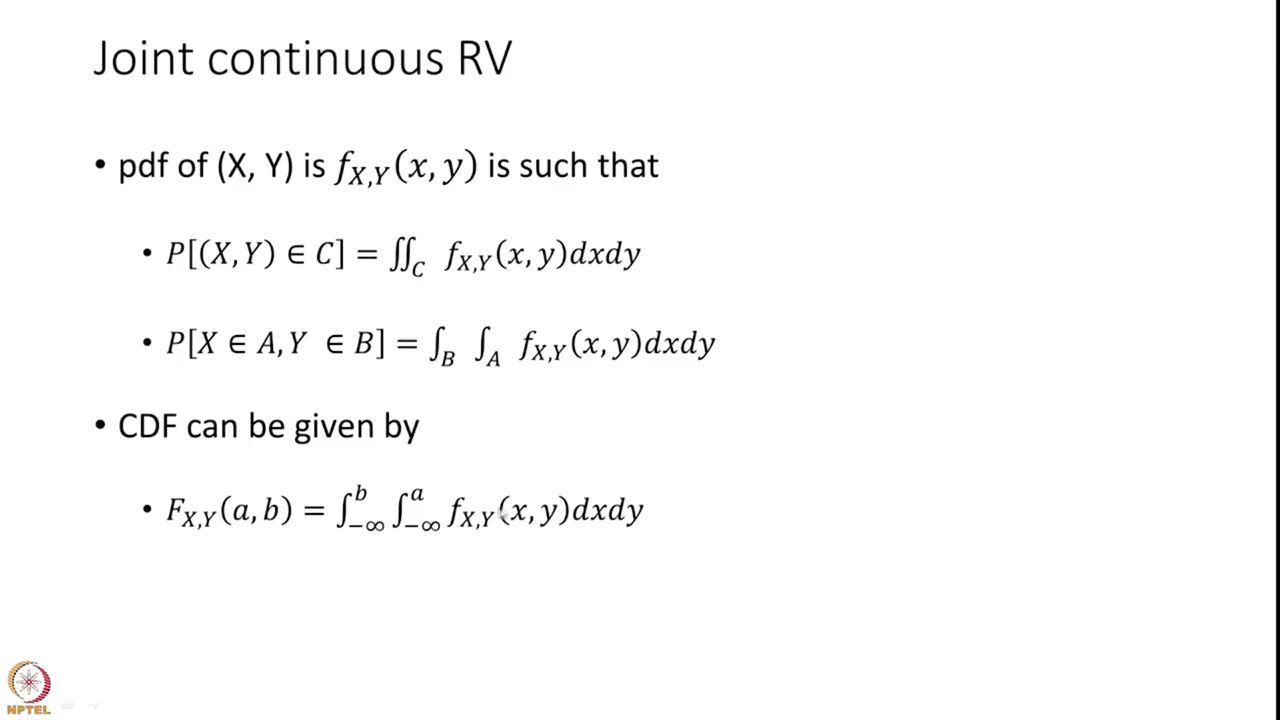 Joint continuous RV
• pdf of (X, Y) is f_{X,Y}(x, y) is such that
• P[(X, Y) ∈ C] = ∬_C f_{X,Y}(x, y)dxdy
• P[X ∈ A, Y ∈ B] = ∫_B ∫_A f_{X,Y}(x, y)dxdy
• CDF can be given by
• F_{X,Y}(a, b) = ∫_{-∞}^{b} ∫_{-∞}^{a} f_{X,Y}(x, y)dxdy
NPTEL